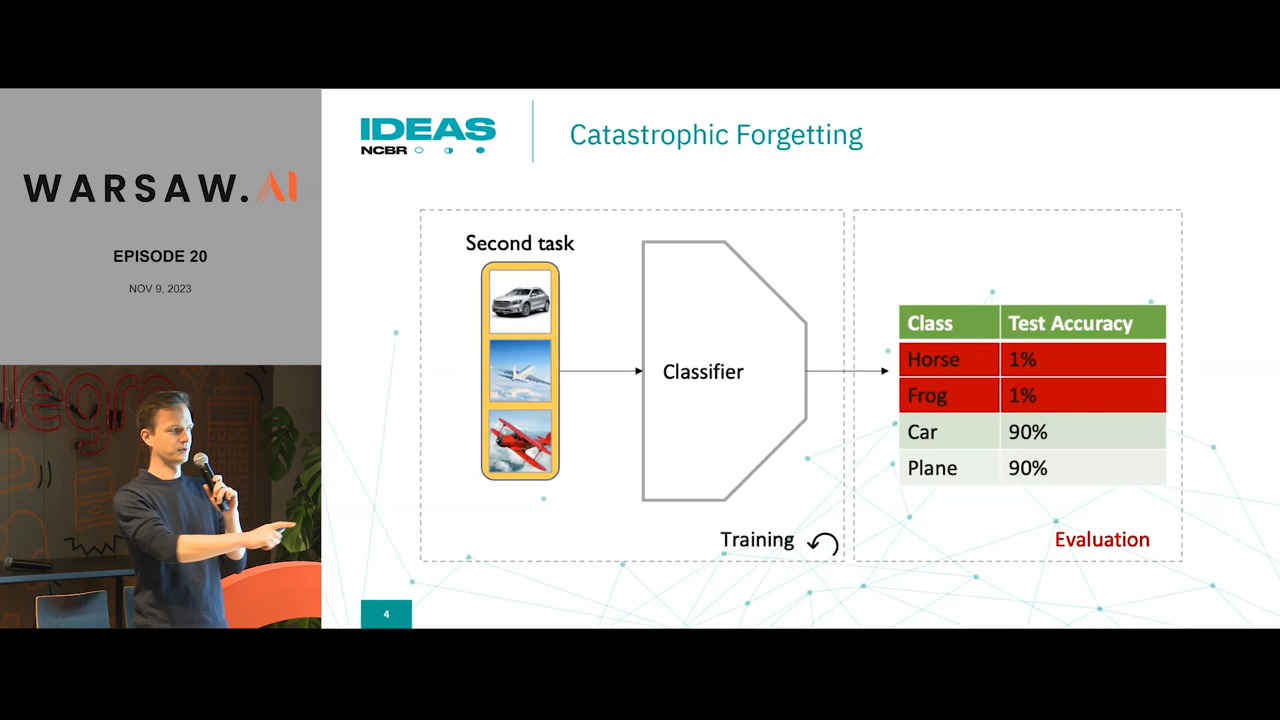 WARSAW.AI
EPISODE 20
NOV 9, 2023
IDEAS
NCBR
Catastrophic Forgetting
Second task
Classifier
Training
Class Test Accuracy
Horse 1%
Frog 1%
Car 90%
Plane 90%
Evaluation
4